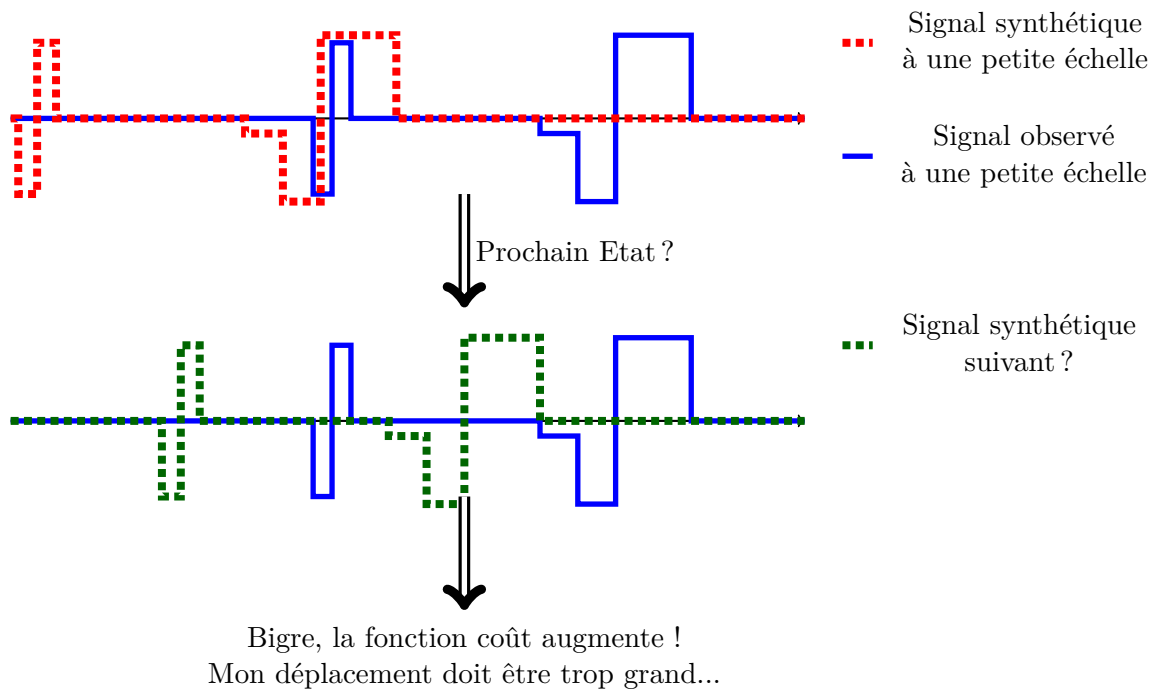 Signal synthétique
à une petite échelle
Signal observé
à une petite échelle
Prochain Etat ?
Signal synthétique
suivant ?
Bigre, la fonction coût augmente !
Mon déplacement doit être trop grand...